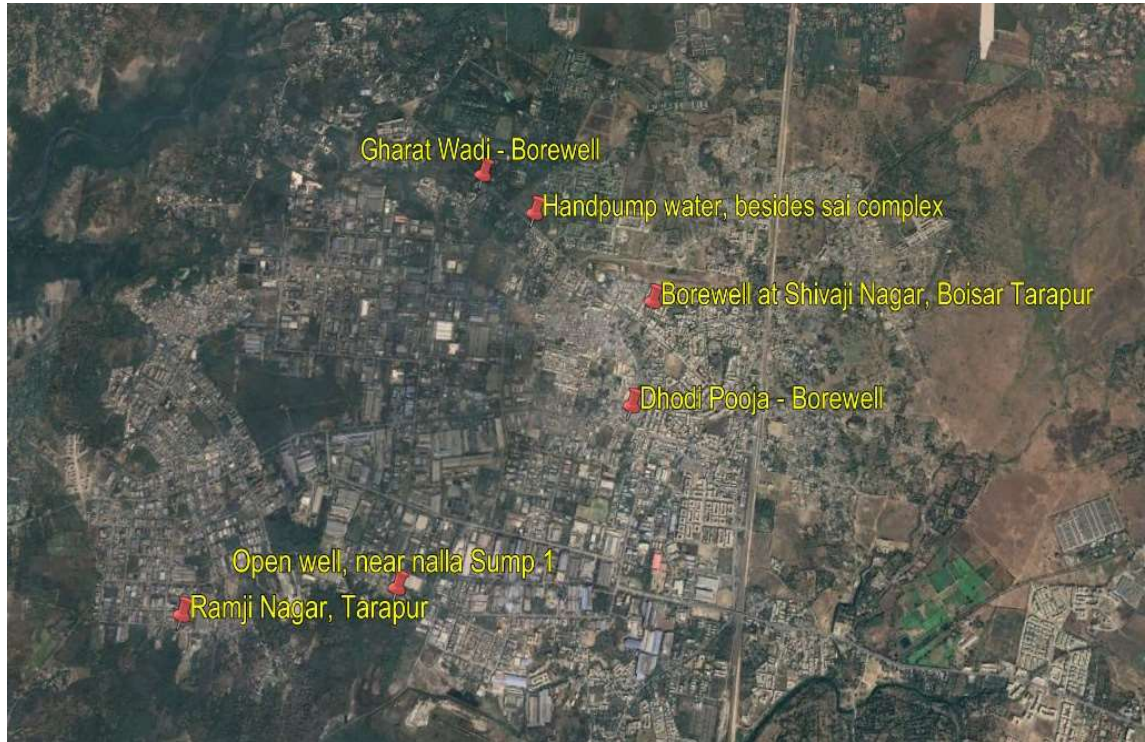 Gharat Wadi - Borewell
Handpump water, besides sai complex
Borewell at Shivaji Nagar, Boisar Tarapur
Dhodi Pooja - Borewell
Open well, near nalla Sump 1
Ramji Nagar, Tarapur